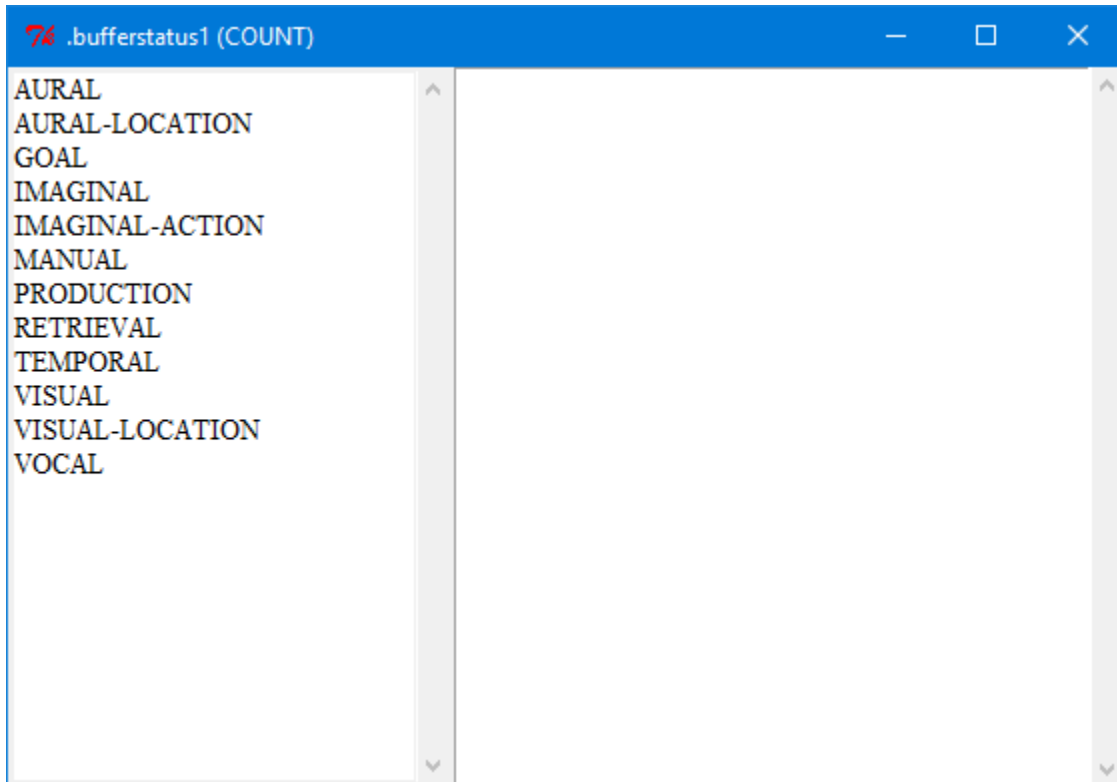 .bufferstatus1 (COUNT)
AURAL
AURAL-LOCATION
GOAL
IMAGINAL
IMAGINAL-ACTION
MANUAL
PRODUCTION
RETRIEVAL
TEMPORAL
VISUAL
VISUAL-LOCATION
VOCAL